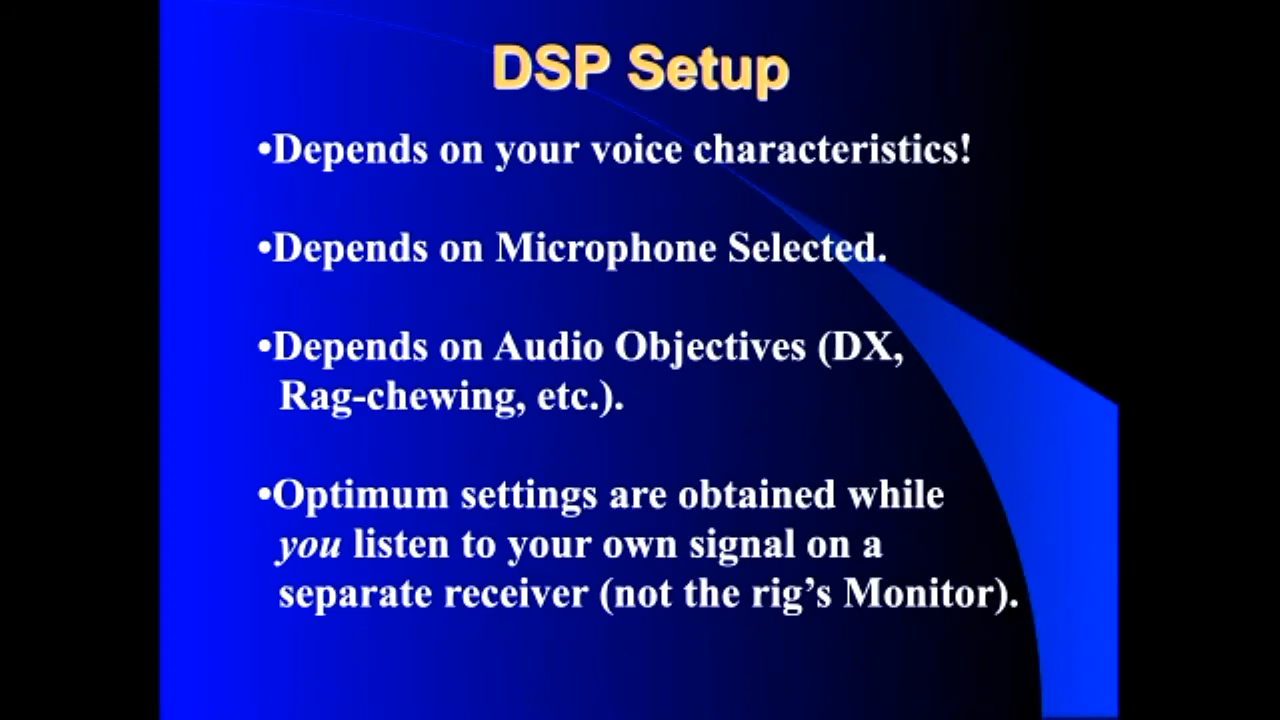 DSP Setup
•Depends on your voice characteristics!
•Depends on Microphone Selected.
•Depends on Audio Objectives (DX,
Rag-chewing, etc.).
•Optimum settings are obtained while
you listen to your own signal on a
separate receiver (not the rig’s Monitor).